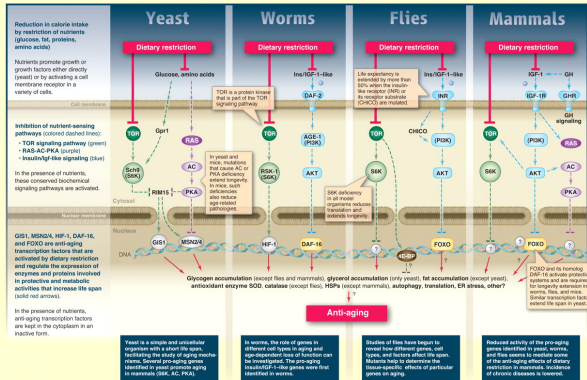 Yeast
Worms
Flies
Mammals
Reduction in calorie intake
by restriction of nutrients
(glucose, fat, proteins,
amino acids)
Nutrients promote growth or
growth factors either directly
(yeast) or by activating a cell
membrane receptor in a
variety of cells.
Cell membrane
Inhibition of nutrient-sensing
pathways (colored dashed lines):
• TOR signaling pathway (green)
• RAS-AC-PKA (purple)
• Insulin/Igf-like signaling (blue)
In the presence of nutrients,
these conserved biochemical
signaling pathways are activated.
Cytosol
Nuclear membrane
Nucleus
DNA
GIS1, MSN2/4, HIF-1, DAF-16,
and FOXO are anti-aging
transcription factors that
are activated by dietary restriction
and regulate the expression of
enzymes and proteins involved
in protective and metabolic
activities that increase life span
(solid red arrows).
In the presence of nutrients,
anti-aging transcription factors
are kept in the cytoplasm in an
inactive form.
Dietary restriction
Glucose, amino acids
TOR
Gpr1
RAS
Sch9
(S6K)
AC
RIM15
PKA
GIS1
MSN2/4
In yeast and
mice, mutations
that cause AC or
PKA deficiency
extend longevity.
In mice, such
deficiencies
also reduce
age-related
pathologies.
Dietary restriction
Ins/IGF-1–like
DAF-2
TOR is a protein kinase
that is part of the TOR
signaling pathway.
TOR
AGE-1
(PI3K)
RSK-1
(S6K)
AKT
HIF-1
DAF-16
Dietary restriction
Ins/IGF-1–like
INR
Life expectancy is
extended by more than
50% when the insulin-
like receptor (INR) or
its receptor substrate
(CHICO) are mutated.
TOR
CHICO
(PI3K)
S6K
AKT
S6K deficiency
in all model
organisms reduces
translation and
extends longevity.
?
4E-BP
FOXO
?
Dietary restriction
IGF-1
GH
IGF-1R
GHR
GH
signaling
TOR
(PI3K)
RAS
AC
S6K
AKT
PKA
?
?
FOXO
?
FOXO and its homolog
DAF-16 activate protective
systems and are required
for longevity extension in
worms, flies, and mice.
Similar transcription factors
extend life span in yeast.
Glycogen accumulation (except flies and mammals), glycerol accumulation (only yeast), fat accumulation (except yeast),
antioxidant enzyme SOD, catalase (except flies), HSPs (except mammals), autophagy, translation, ER stress, other?
?
Anti-aging
Yeast is a simple and unicellular
organism with a short life span,
facilitating the study of aging mecha-
nisms. Several pro-aging genes
identified in yeast promote aging
in mammals (S6K, AC, PKA).
In worms, the role of genes in
different cell types in aging and
age-dependent loss of function can
be investigated. The pro-aging
insulin/IGF-1–like genes were first
identified in worms.
Studies of flies have begun to
reveal how different genes, cell
types, and factors affect life span.
Mutants help to determine the
tissue-specific effects of particular
genes on aging.
Reduced activity of the pro-aging
genes identified in yeast, worms,
and flies seems to mediate some
of the anti-aging effects of dietary
restriction in mammals. Incidence
of chronic diseases is lowered.